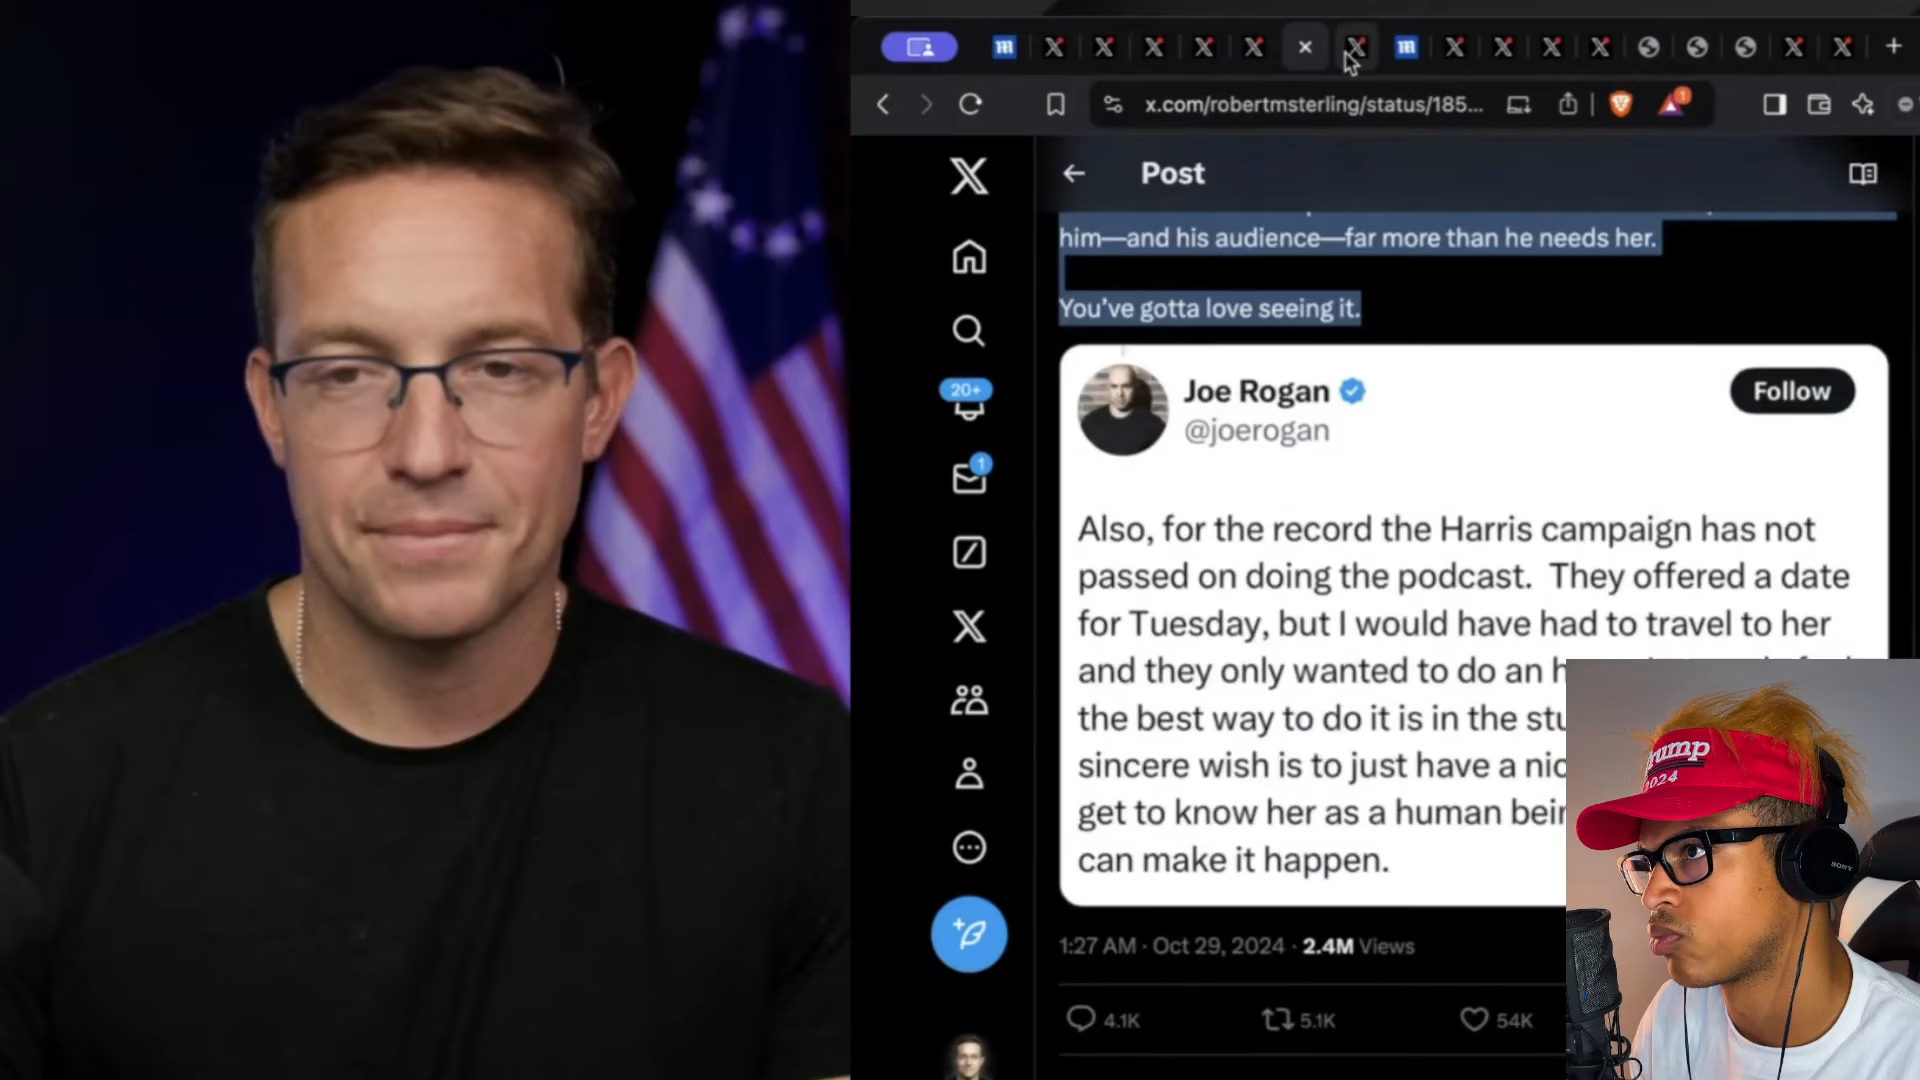 x.com/robertmsterling/status/185...
1
Post
him—and his audience—far more than he needs her.
You've gotta love seeing it.
20+
1
Joe Rogan
@joerogan
Follow
Also, for the record the Harris campaign has not
passed on doing the podcast. They offered a date
for Tuesday, but I would have had to travel to her
and they only wanted to do an
the best way to do it is in the
sincere wish is to just have a
get to know her as a human
can make it happen.
1:27 AM · Oct 29, 2024 · 2.4M Views
4.1K
5.1K
54K
2024
SONY